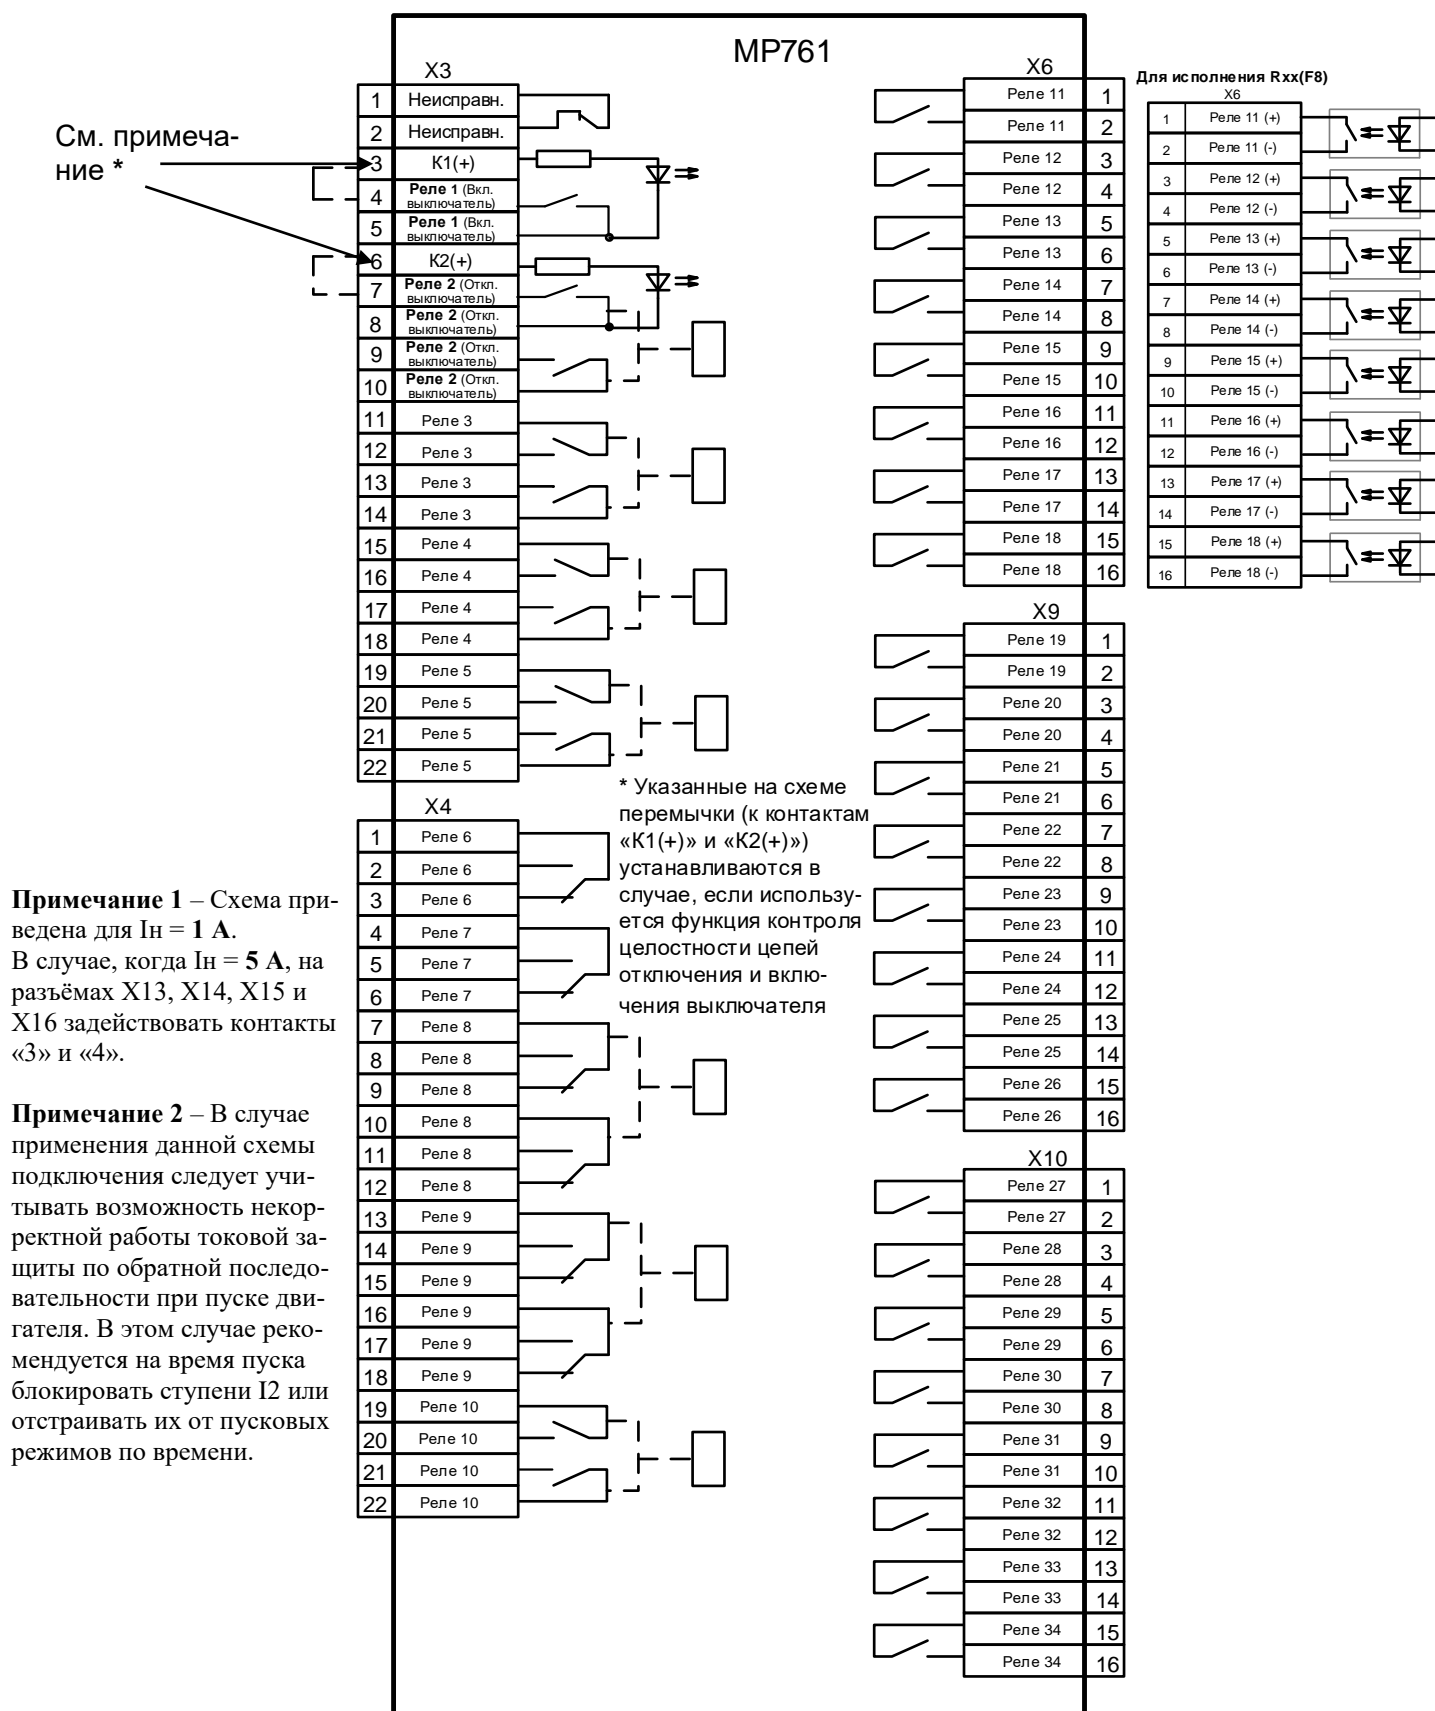 МР761
X3
1 Неисправн.
2 Неисправн.
3 К1(+)
4 Реле 1 (Вкл.
выключатель)
5 Реле 1 (Вкл.
выключатель)
6 К2(+)
7 Реле 2 (Откл.
выключатель)
8 Реле 2 (Откл.
выключатель)
9 Реле 2 (Откл.
выключатель)
10 Реле 2 (Откл.
выключатель)
11 Реле 3
12 Реле 3
13 Реле 3
14 Реле 3
15 Реле 4
16 Реле 4
17 Реле 4
18 Реле 4
19 Реле 5
20 Реле 5
21 Реле 5
22 Реле 5
См. примеча-
ние *
X4
1 Реле 6
2 Реле 6
3 Реле 6
4 Реле 7
5 Реле 7
6 Реле 7
7 Реле 8
8 Реле 8
9 Реле 8
10 Реле 8
11 Реле 8
12 Реле 8
13 Реле 9
14 Реле 9
15 Реле 9
16 Реле 9
17 Реле 9
18 Реле 9
19 Реле 10
20 Реле 10
21 Реле 10
22 Реле 10
* Указанные на схеме
перемычки (к контактам
«К1(+)» и «К2(+)»)
устанавливаются в
случае, если использу-
ется функция контроля
целостности цепей
отключения и вклю-
чения выключателя
Примечание 1 – Схема при-
ведена для Iн = 1 А.
В случае, когда Iн = 5 А, на
разъёмах X13, X14, X15 и
X16 задействовать контакты
«3» и «4».
Примечание 2 – В случае
применения данной схемы
подключения следует учи-
тывать возможность некор-
ректной работы токовой за-
щиты по обратной последо-
вательности при пуске дви-
гателя. В этом случае реко-
мендуется на время пуска
блокировать ступени I2 или
отстраивать их от пусковых
режимов по времени.
X6
Реле 11 1
Реле 11 2
Реле 12 3
Реле 12 4
Реле 13 5
Реле 13 6
Реле 14 7
Реле 14 8
Реле 15 9
Реле 15 10
Реле 16 11
Реле 16 12
Реле 17 13
Реле 17 14
Реле 18 15
Реле 18 16
X9
Реле 19 1
Реле 19 2
Реле 20 3
Реле 20 4
Реле 21 5
Реле 21 6
Реле 22 7
Реле 22 8
Реле 23 9
Реле 23 10
Реле 24 11
Реле 24 12
Реле 25 13
Реле 25 14
Реле 26 15
Реле 26 16
X10
Реле 27 1
Реле 27 2
Реле 28 3
Реле 28 4
Реле 29 5
Реле 29 6
Реле 30 7
Реле 30 8
Реле 31 9
Реле 31 10
Реле 32 11
Реле 32 12
Реле 33 13
Реле 33 14
Реле 34 15
Реле 34 16
Для исполнения Rxx(F8)
X6
1 Реле 11 (+)
2 Реле 11 (-)
3 Реле 12 (+)
4 Реле 12 (-)
5 Реле 13 (+)
6 Реле 13 (-)
7 Реле 14 (+)
8 Реле 14 (-)
9 Реле 15 (+)
10 Реле 15 (-)
11 Реле 16 (+)
12 Реле 16 (-)
13 Реле 17 (+)
14 Реле 17 (-)
15 Реле 18 (+)
16 Реле 18 (-)